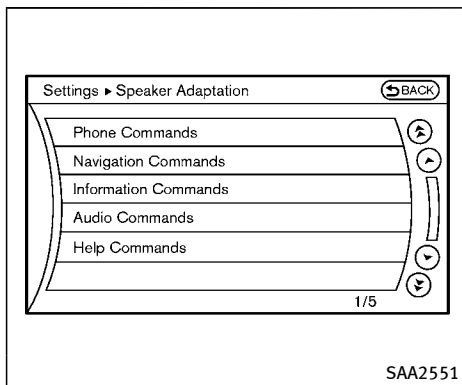 Settings ▸ Speaker Adaptation BACK
Phone Commands
Navigation Commands
Information Commands
Audio Commands
Help Commands
1/5
SAA2551